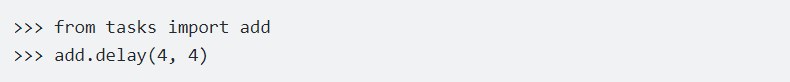 >>> from tasks import add
>>> add.delay(4, 4)